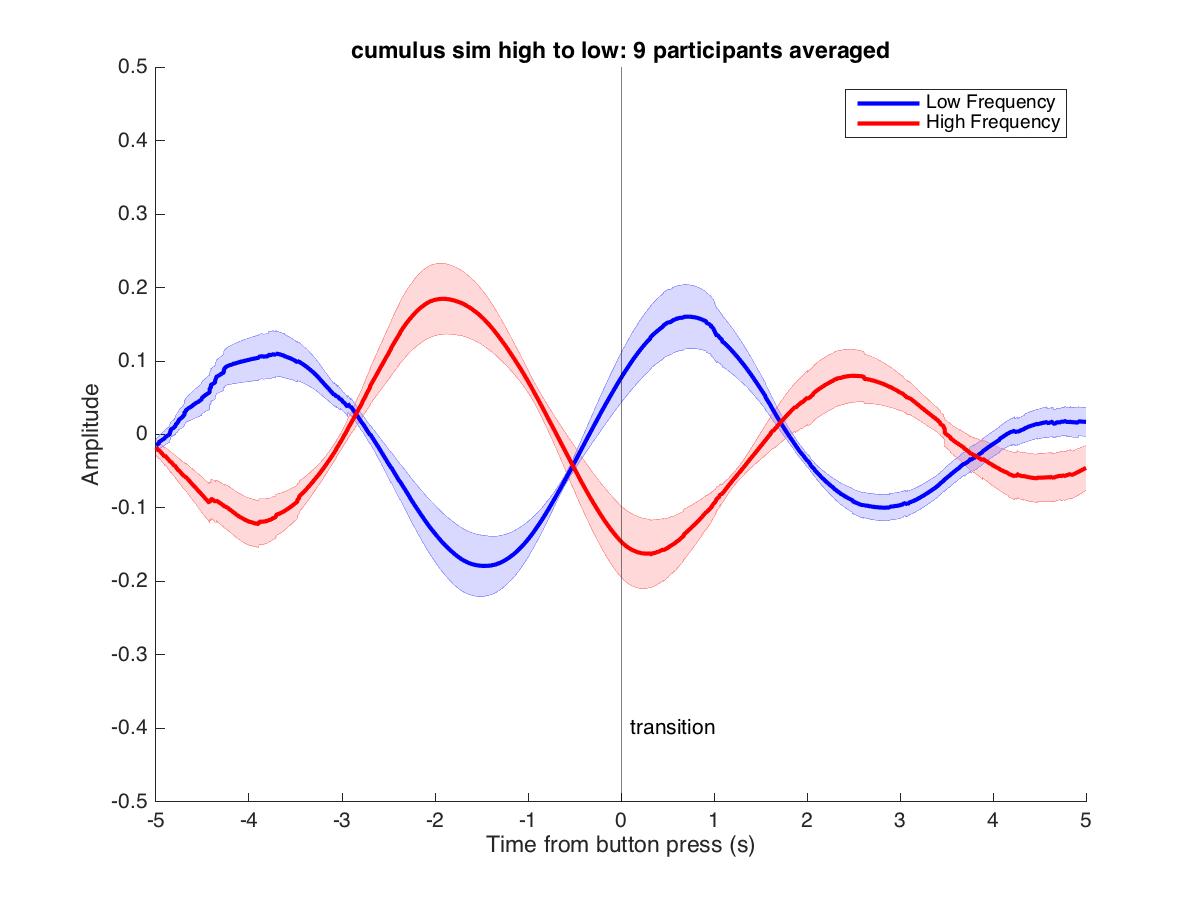 cumulus sim high to low: 9 participants averaged
0.5
0.4
0.3
0.2
0.1
0
-0.1
-0.2
-0.3
-0.4
-0.5
Amplitude
Low Frequency
High Frequency
transition
-5 -4 -3 -2 -1 0 1 2 3 4 5
Time from button press (s)